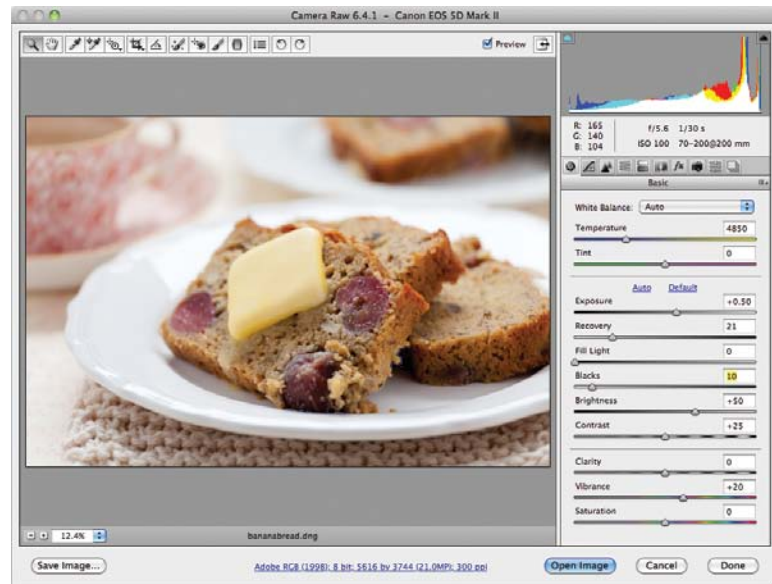 Camera Raw 6.4.1 - Canon EOS 5D Mark II
Preview
R: 165
G: 140
B: 104
f/5.6 1/30 s
ISO 100 70-200@200 mm
Basic
White Balance: Auto
Temperature 4850
Tint 0
Auto Default
Exposure +0.50
Recovery 21
Fill Light 0
Blacks 10
Brightness +50
Contrast +25
Clarity 0
Vibrance +20
Saturation 0
12.4% bananabread.dng
Save Image... Adobe RGB (1998); 8 bit; 5616 by 3744 (21.0MP); 300 ppi Open Image Cancel Done